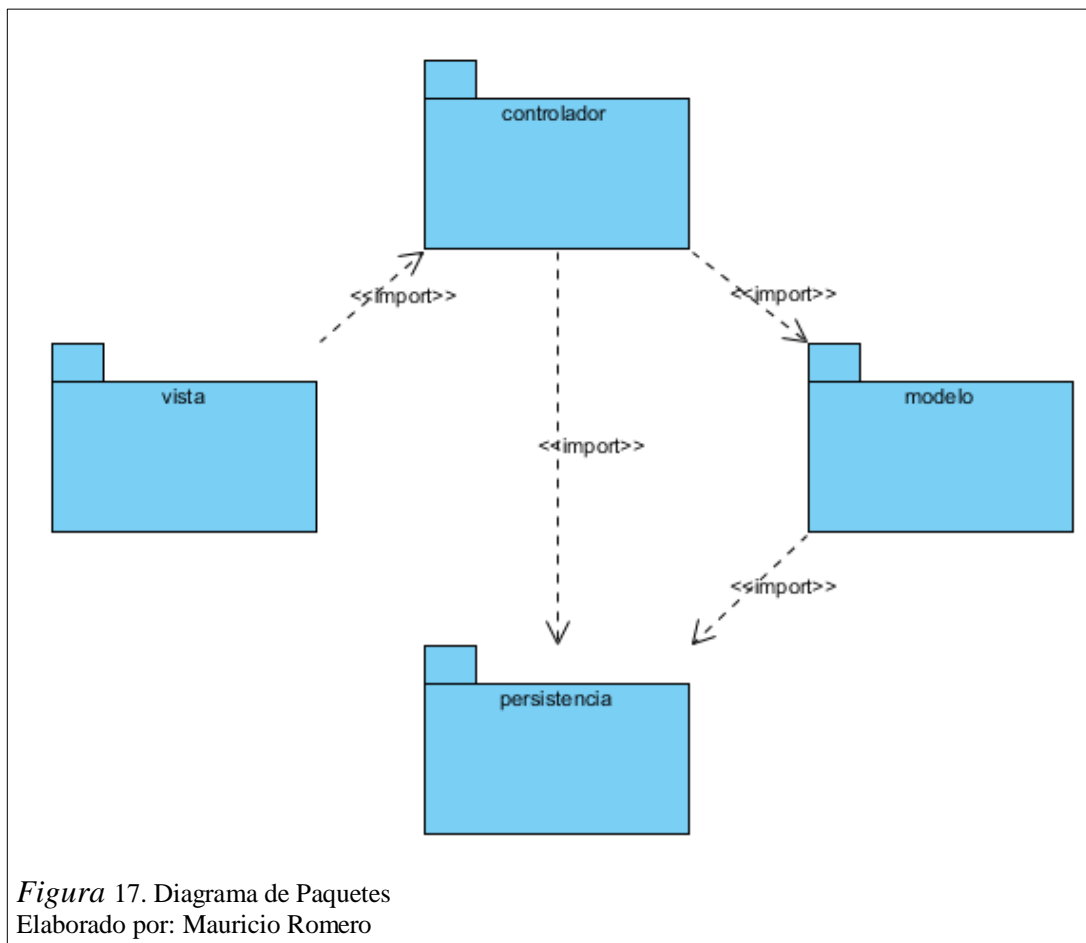 controlador
<<import>>
<<import>>
vista
modelo
<<import>>
<<import>>
persistencia
Figura 17. Diagrama de Paquetes
Elaborado por: Mauricio Romero